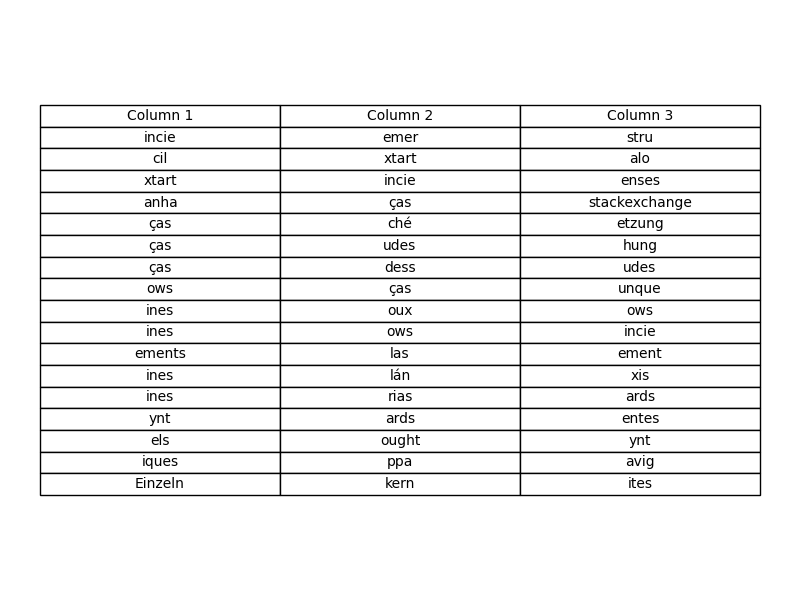 Column 1 Column 2 Column 3
incie emer stru
cil xtart alo
xtart incie enses
anha ças stackexchange
ças ché etzung
ças udes hung
ças dess udes
ows ças unque
ines oux ows
ines ows incie
ements las ement
ines lán xis
ines rias ards
ynt ards entes
els ought ynt
iques ppa avig
Einzeln kern ites